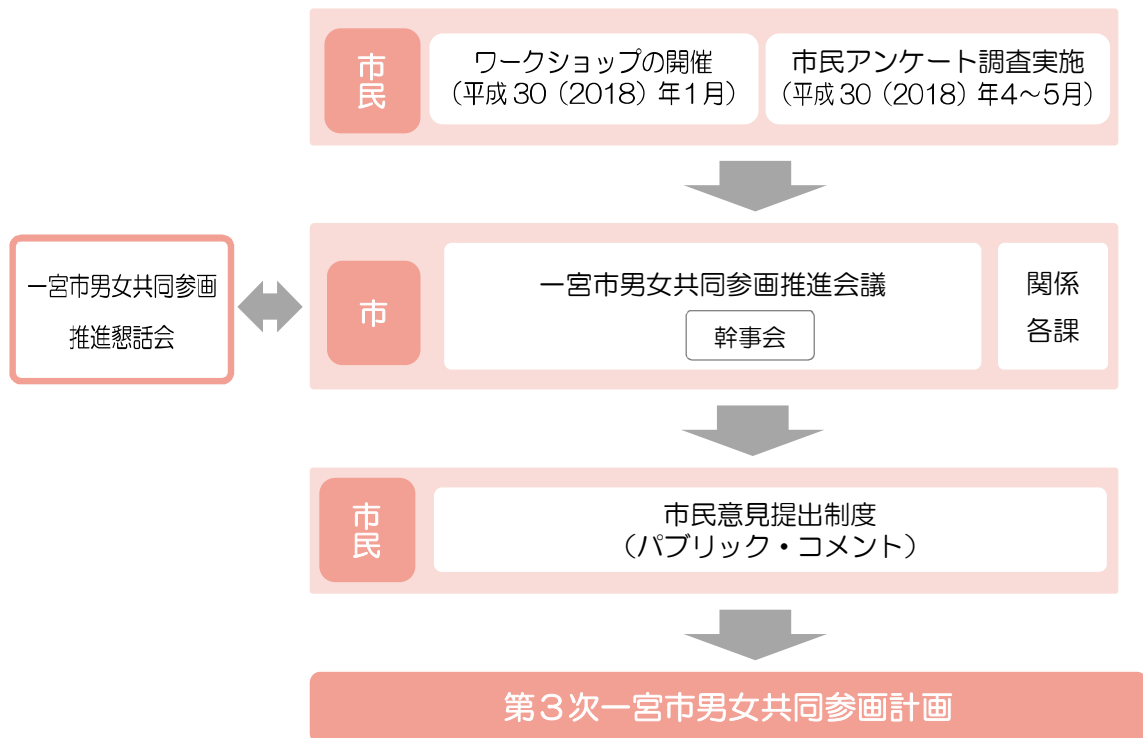 市民
ワークショップの開催
（平成30（2018）年1月）
市民アンケート調査実施
（平成30（2018）年4～5月）
一宮市男女共同参画
推進懇話会
市
一宮市男女共同参画推進会議
幹事会
関係
各課
市民
市民意見提出制度
（パブリック・コメント）
第3次一宮市男女共同参画計画